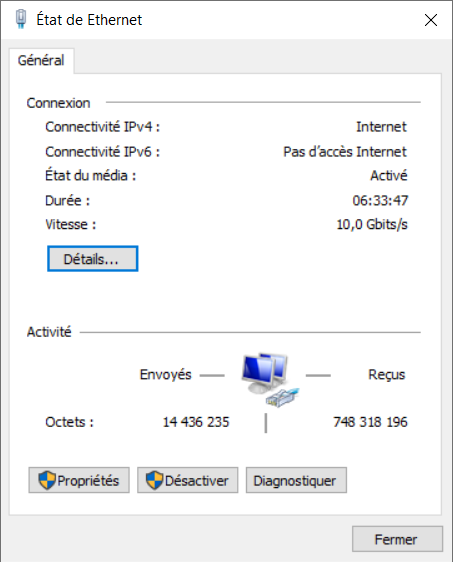 État de Ethernet
Général
Connexion
Connectivité IPv4 : Internet
Connectivité IPv6 : Pas d'accès Internet
État du média : Activé
Durée : 06:33:47
Vitesse : 10,0 Gbits/s
Détails...
Activité
Envoyés Reçus
Octets : 14 436 235 748 318 196
Propriétés Désactiver Diagnostiquer
Fermer